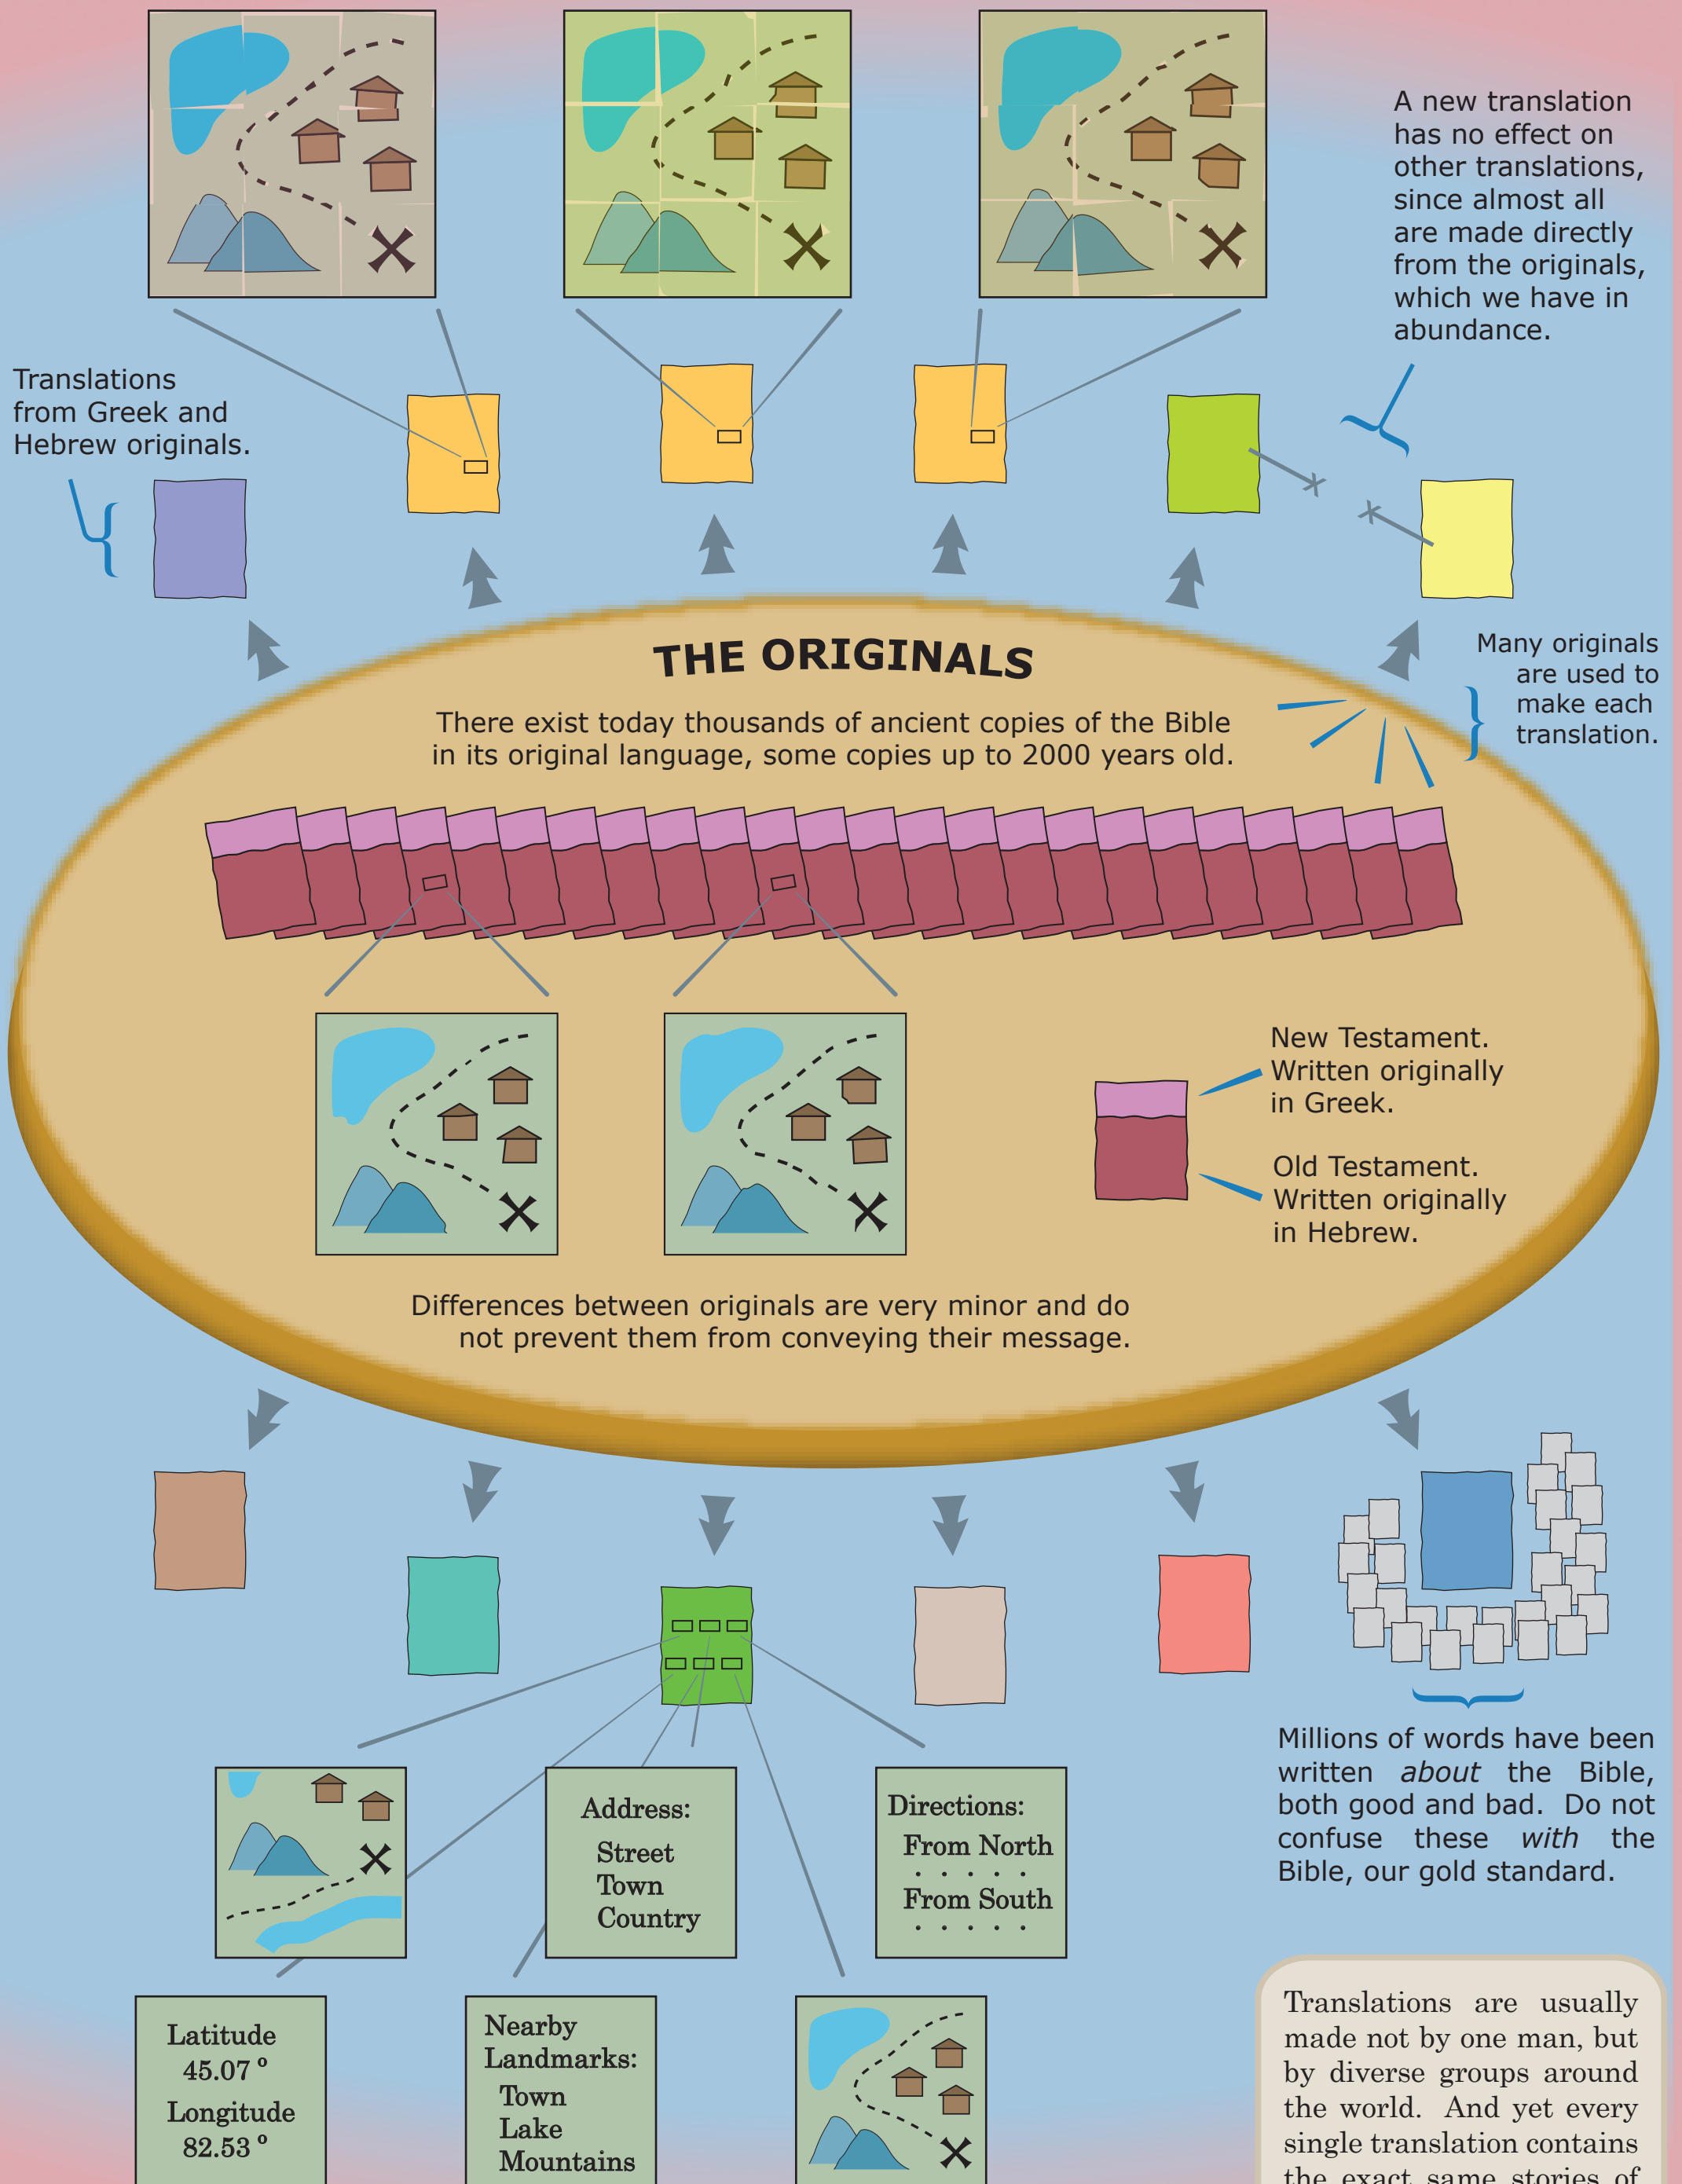 A new translation
has no effect on
other translations,
since almost all
are made directly
from the originals,
which we have in
abundance.
Translations
from Greek and
Hebrew originals.
THE ORIGINALS
There exist today thousands of ancient copies of the Bible
in its original language, some copies up to 2000 years old.
Many originals
are used to
make each
translation.
New Testament.
Written originally
in Greek.
Old Testament.
Written originally
in Hebrew.
Differences between originals are very minor and do
not prevent them from conveying their message.
Millions of words have been
written about the Bible,
both good and bad. Do not
confuse these with the
Bible, our gold standard.
Address:
Street
Town
Country
Directions:
From North
. . . . .
From South
. . . . .
Latitude
45.07 º
Longitude
82.53 º
Nearby
Landmarks:
Town
Lake
Mountains
Translations are usually
made not by one man, but
by diverse groups around
the world. And yet every
single translation contains
the exact same stories of